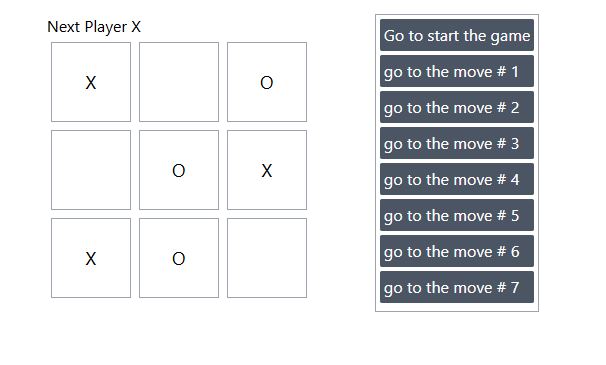 Next Player X
X O
O X
X O
Go to start the game
go to the move # 1
go to the move # 2
go to the move # 3
go to the move # 4
go to the move # 5
go to the move # 6
go to the move # 7